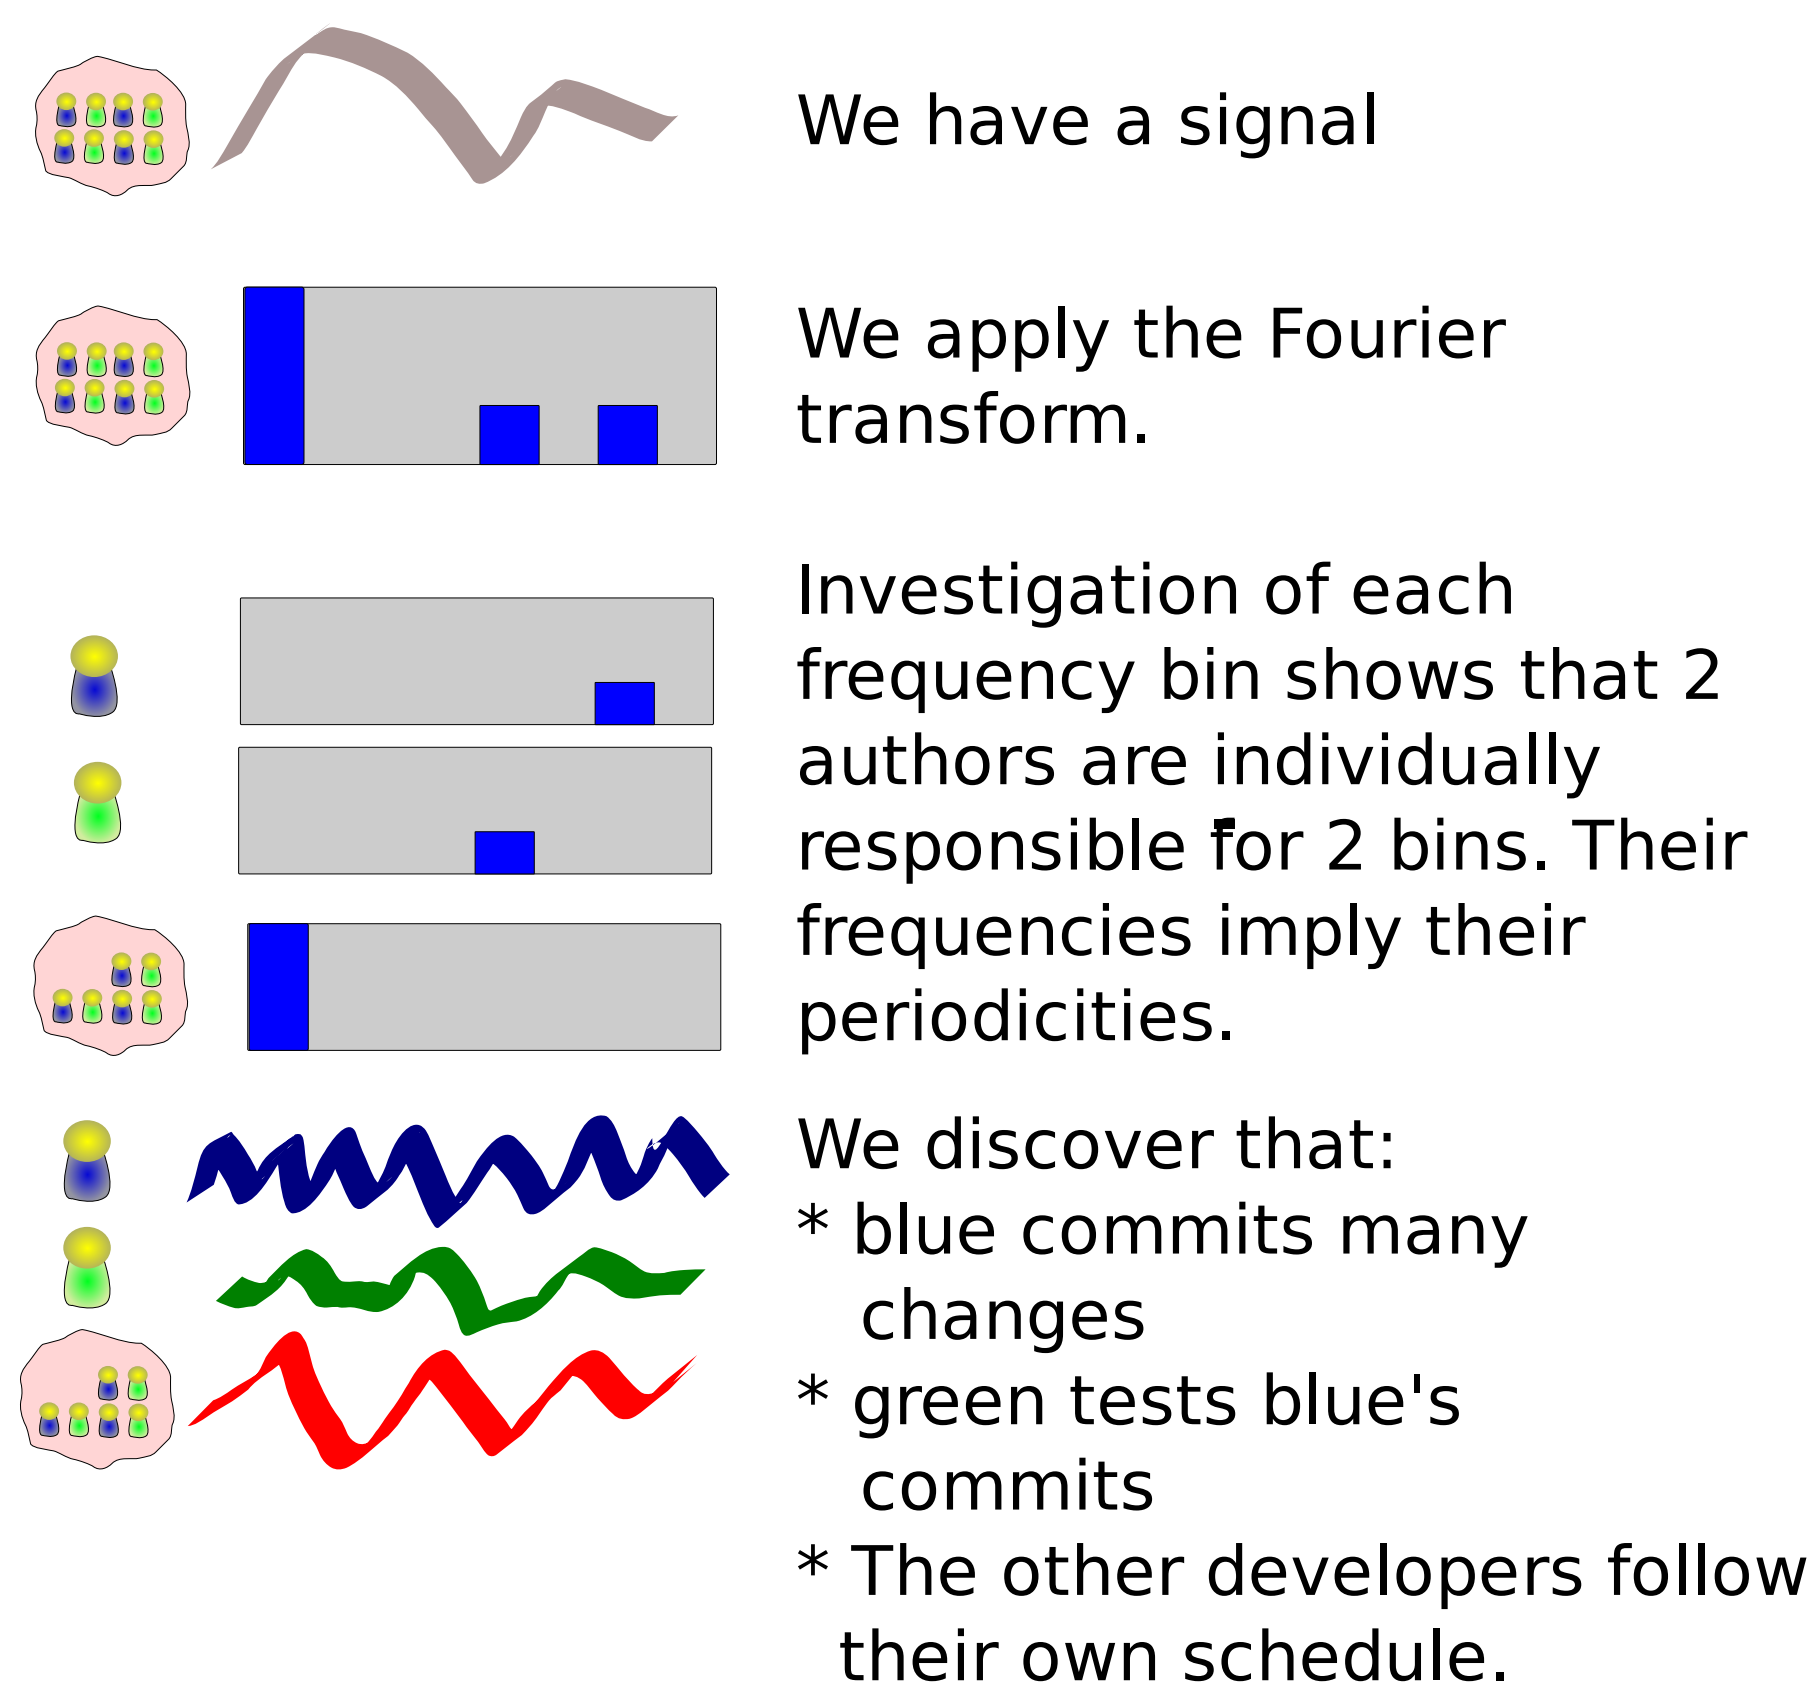 We have a signal
We apply the Fourier
transform.
Investigation of each
frequency bin shows that 2
authors are individually
responsible for 2 bins. Their
frequencies imply their
periodicities.
We discover that:
* blue commits many
changes
* green tests blue's
commits
* The other developers follow
their own schedule.